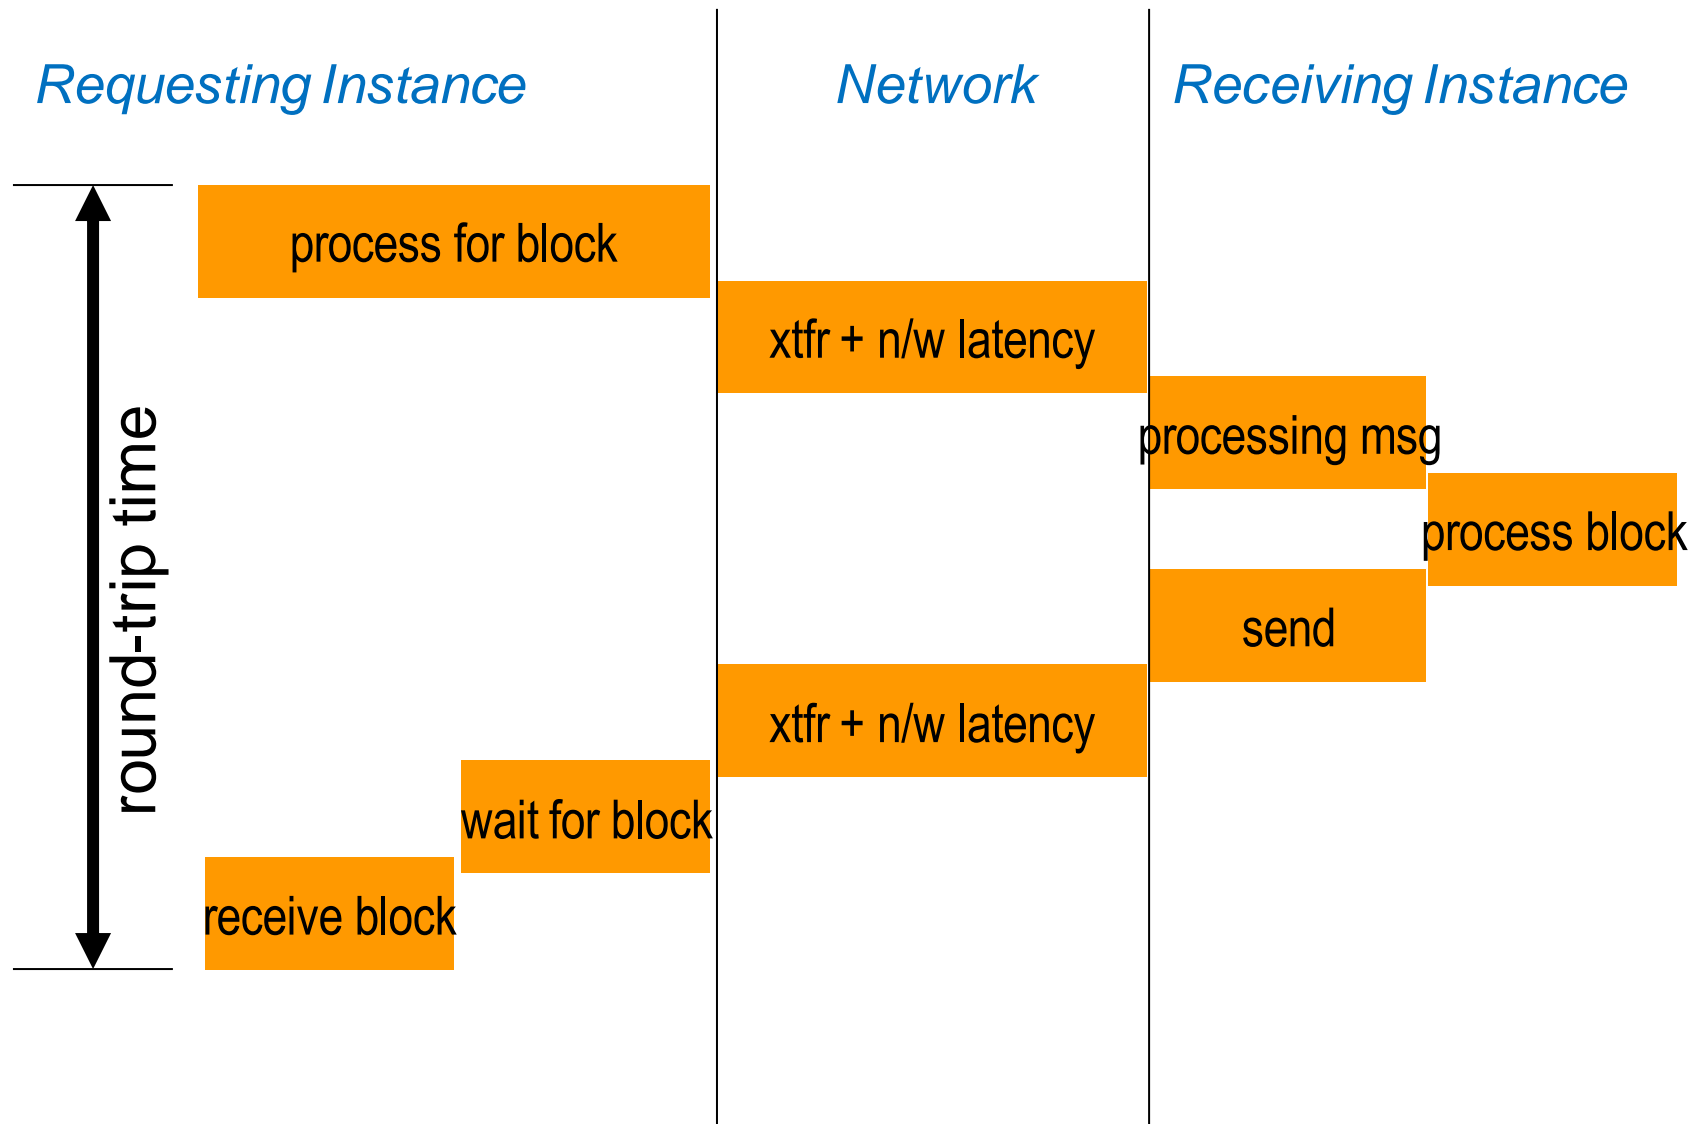 Requesting Instance
Network
Receiving Instance
process for block
xtfr + n/w latency
processing msg
process block
send
xtfr + n/w latency
wait for block
receive block
round-trip time